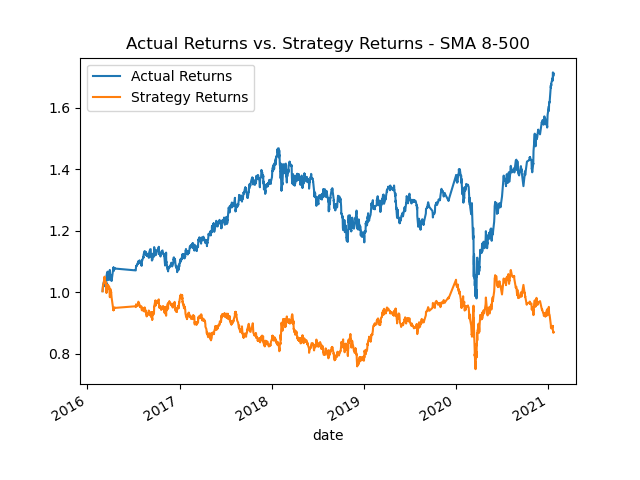 Actual Returns vs. Strategy Returns - SMA 8-500
Actual Returns
Strategy Returns
1.6
1.4
1.2
1.0
0.8
2016 2017 2018 2019 2020 2021
date